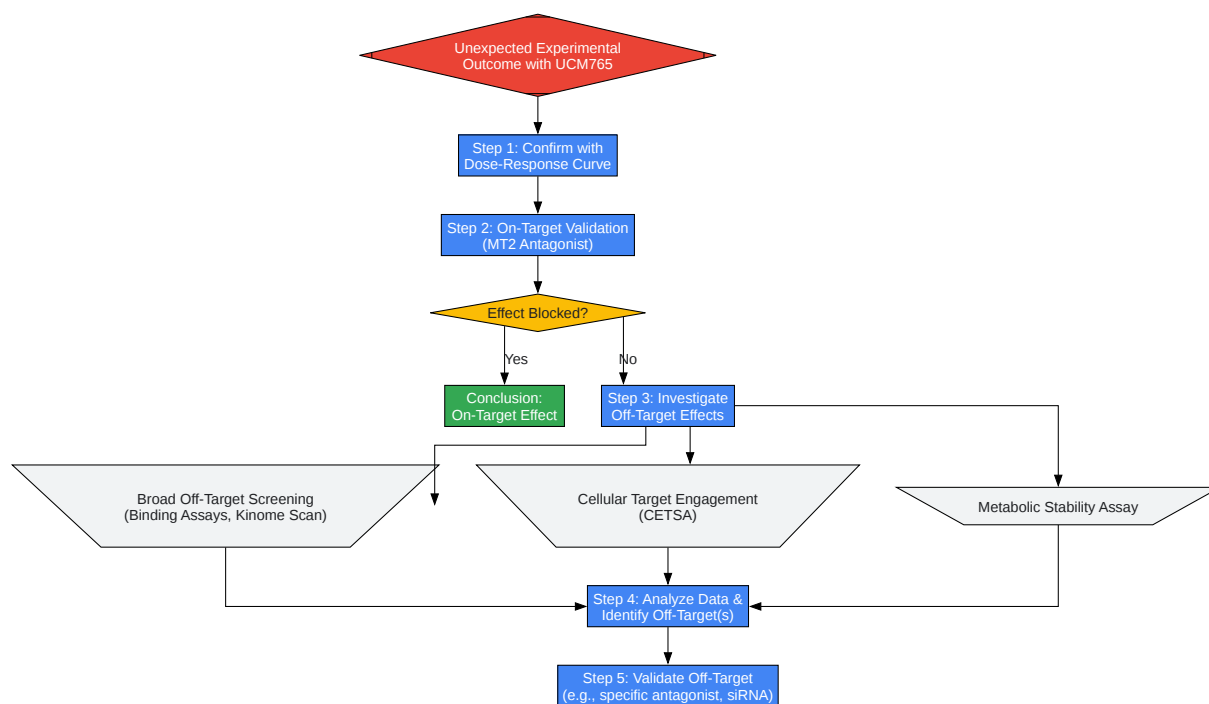 Unexpected Experimental
Outcome with UCM765
Step 1: Confirm with
Dose-Response Curve
Step 2: On-Target Validation
(MT2 Antagonist)
Effect Blocked?
Yes
No
Conclusion:
On-Target Effect
Step 3: Investigate
Off-Target Effects
Broad Off-Target Screening
(Binding Assays, Kinome Scan)
Cellular Target Engagement
(CETSA)
Metabolic Stability Assay
Step 4: Analyze Data &
Identify Off-Target(s)
Step 5: Validate Off-Target
(e.g., specific antagonist, siRNA)